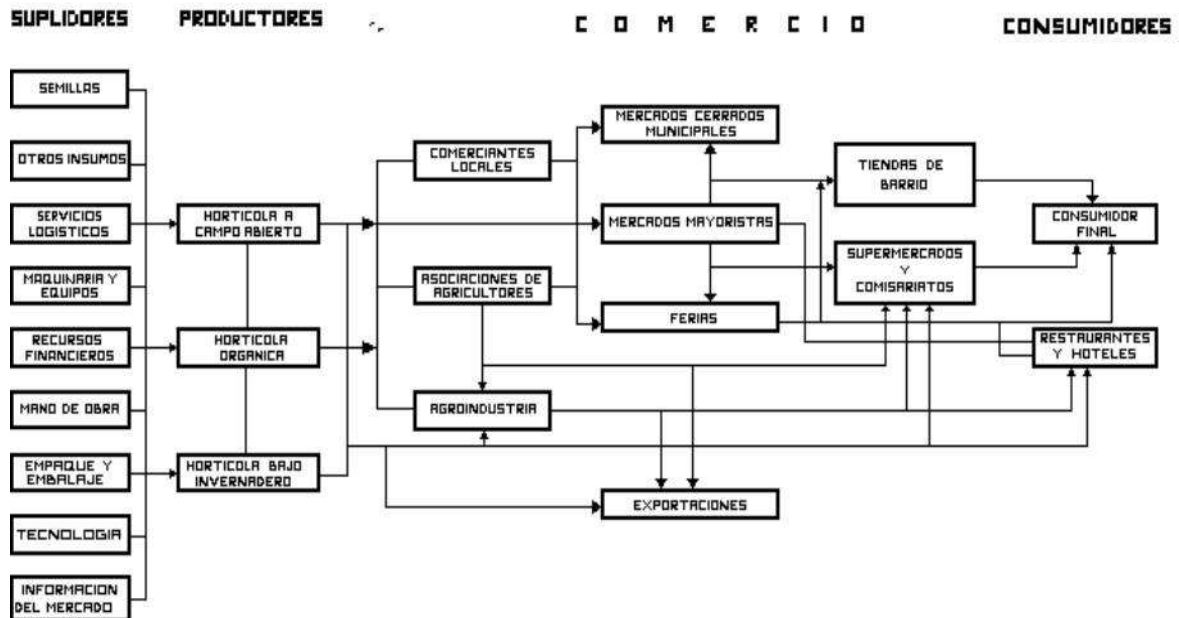 SUPLIDORES
PRODUCTORES
COMERCIO
CONSUMIDORES
SEMILLAS
OTROS INSUMOS
SERVICIOS
LOGISTICOS
MAQUINARIA Y
EQUIPOS
RECURSOS
FINANCIEROS
MANO DE OBRA
EMPAQUE Y
EMBALAJE
TECNOLOGIA
INFORMACION
DEL MERCADO
HORTICOLA A
CAMPO ABIERTO
HORTICOLA
ORGANICA
HORTICOLA BAJO
INVERNADERO
COMERCIANTES
LOCALES
ASOCIACIONES DE
AGRICULTORES
AGROINDUSTRIA
MERCADOS CERRADOS
MUNICIPALES
MERCADOS MAYORISTAS
FERIAS
EXPORTACIONES
TIENDAS DE
BARRIO
SUPERMERCADOS
Y
COMISARIATOS
CONSUMIDOR
FINAL
RESTAURANTES
Y HOTELES